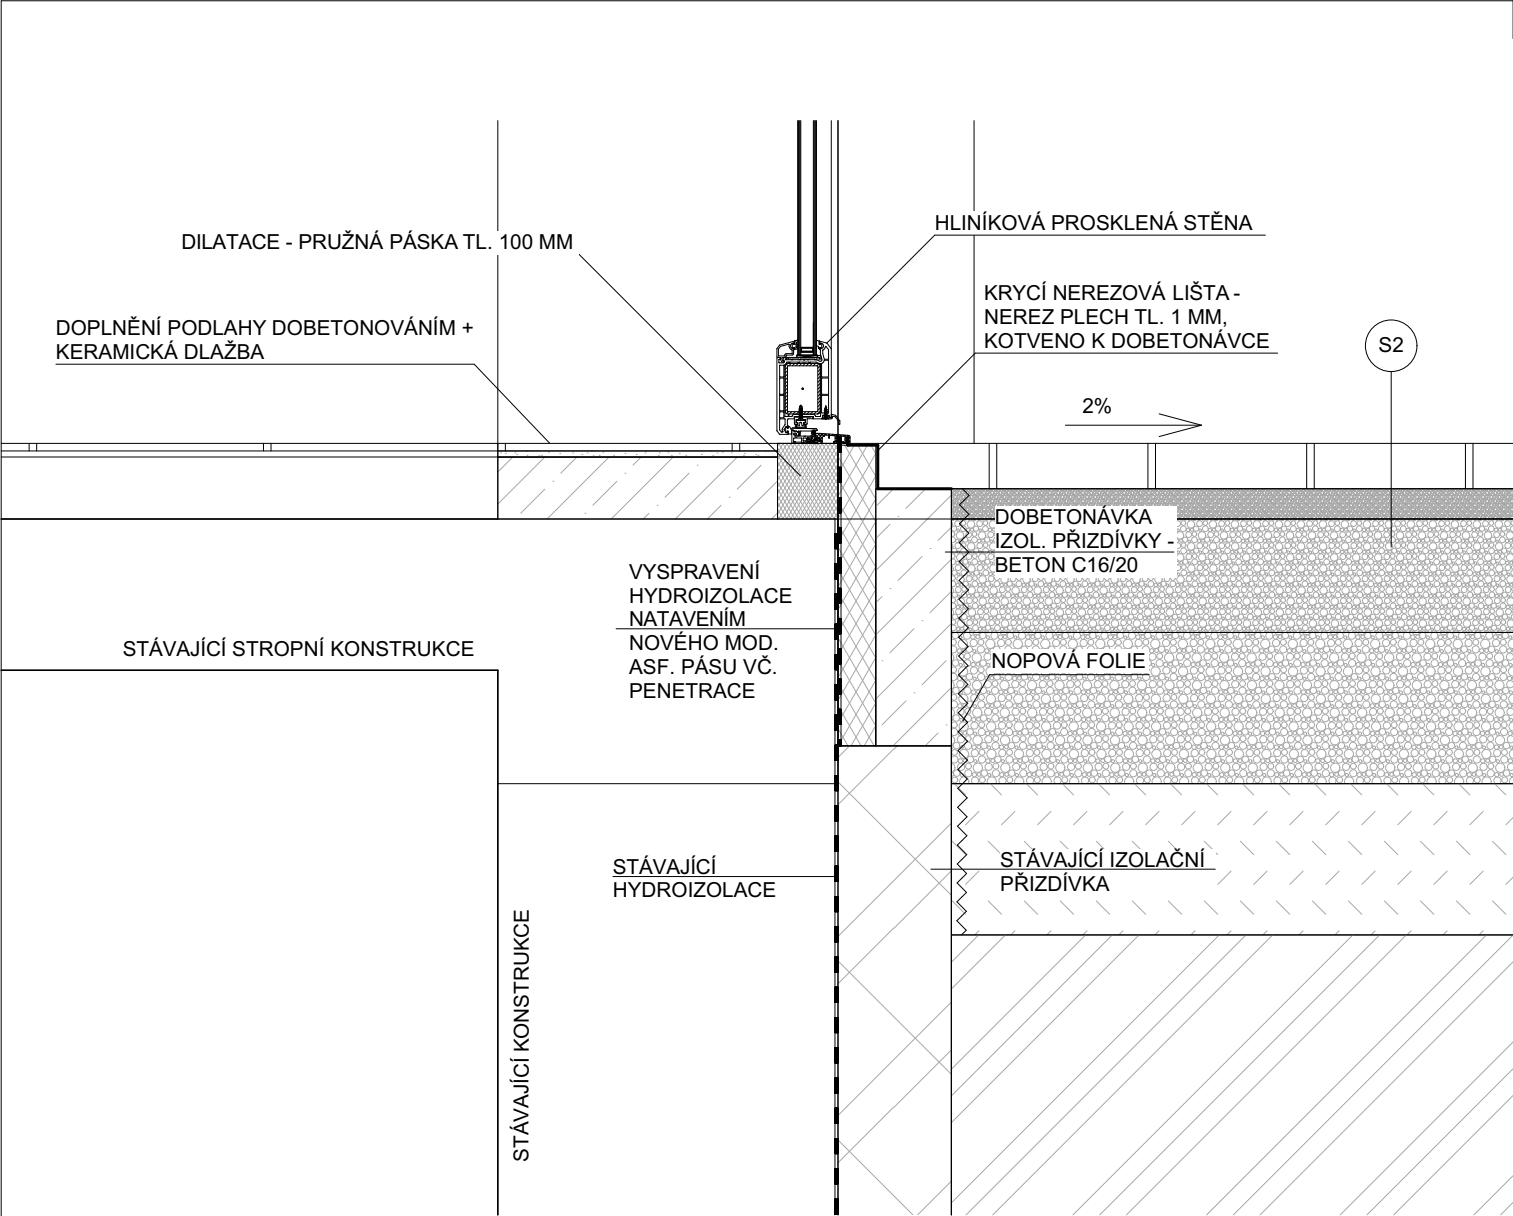 HLINÍKOVÁ PROSKLENÁ STĚNA
DILATACE - PRUŽNÁ PÁSKA TL. 100 MM
KRYCÍ NEREZOVÁ LIŠTA -
NEREZ PLECH TL. 1 MM,
KOTVENO K DOBETONÁVCE
DOPLNĚNÍ PODLAHY DOBETONOVÁNÍM +
KERAMICKÁ DLAŽBA
S2
2%
DOBETONÁVKA
IZOL. PŘIZDÍVKY -
BETON C16/20
VYSPRAVENÍ
HYDROIZOLACE
NATAVENÍM
NOVÉHO MOD.
ASF. PÁSU VČ.
PENETRACE
STÁVAJÍCÍ STROPNÍ KONSTRUKCE
NOPOVÁ FOLIE
STÁVAJÍCÍ
HYDROIZOLACE
STÁVAJÍCÍ IZOLAČNÍ
PŘIZDÍVKA
STÁVAJÍCÍ KONSTRUKCE